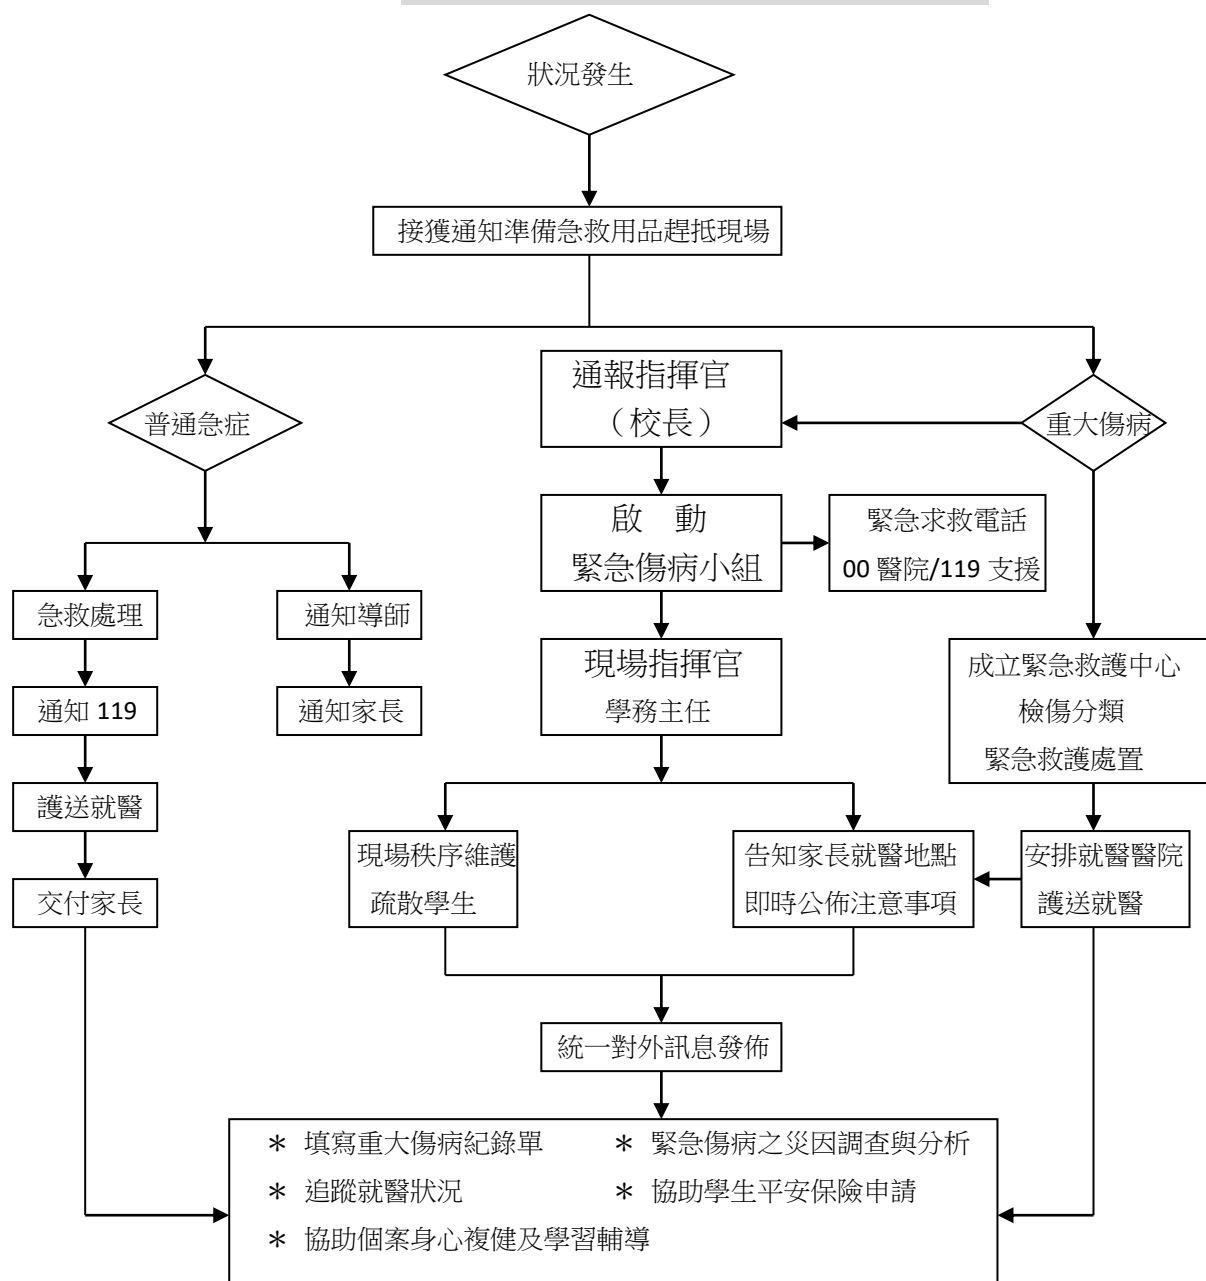 狀況發生
接獲通知準備急救用品趕抵現場
普通急症
通報指揮官
（校長）
重大傷病
啟　動
緊急傷病小組
緊急求救電話
00 醫院/119 支援
急救處理
通知導師
通知 119
通知家長
護送就醫
交付家長
現場指揮官
學務主任
成立緊急救護中心
檢傷分類
緊急救護處置
現場秩序維護
疏散學生
告知家長就醫地點
即時公佈注意事項
安排就醫醫院
護送就醫
統一對外訊息發佈
＊ 填寫重大傷病紀錄單　＊ 緊急傷病之災因調查與分析
＊ 追蹤就醫狀況　＊ 協助學生平安保險申請
＊ 協助個案身心複健及學習輔導